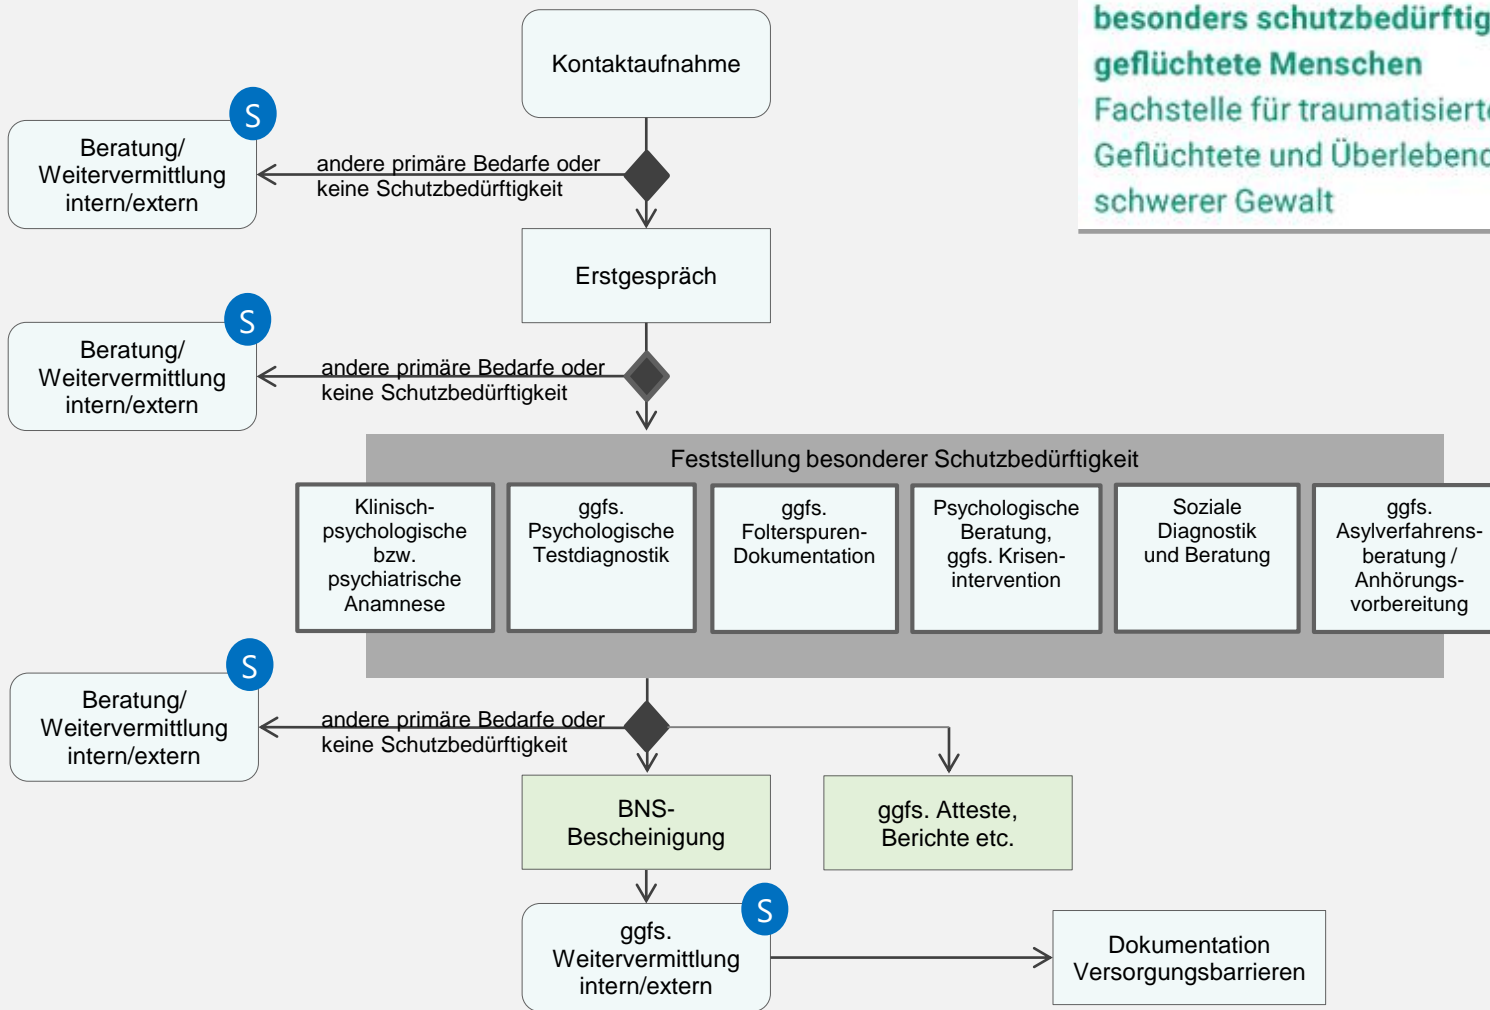 besonders schutzbedürftig
geflüchtete Menschen
Fachstelle für traumatisierte
Geflüchtete und Überlebend
schwerer Gewalt
Kontaktaufnahme
S
Beratung/
Weitervermittlung
intern/extern
andere primäre Bedarfe oder
keine Schutzbedürftigkeit
Erstgespräch
S
Beratung/
Weitervermittlung
intern/extern
andere primäre Bedarfe oder
keine Schutzbedürftigkeit
Feststellung besonderer Schutzbedürftigkeit
Klinisch-
psychologische
bzw.
psychiatrische
Anamnese
ggfs.
Psychologische
Testdiagnostik
ggfs.
Folterspuren-
Dokumentation
Psychologische
Beratung,
ggfs. Krisen-
intervention
Soziale
Diagnostik
und Beratung
ggfs.
Asylverfahrens-
beratung /
Anhörungs-
vorbereitung
S
Beratung/
Weitervermittlung
intern/extern
andere primäre Bedarfe oder
keine Schutzbedürftigkeit
BNS-
Bescheinigung
ggfs. Atteste,
Berichte etc.
S
ggfs.
Weitervermittlung
intern/extern
Dokumentation
Versorgungsbarrieren